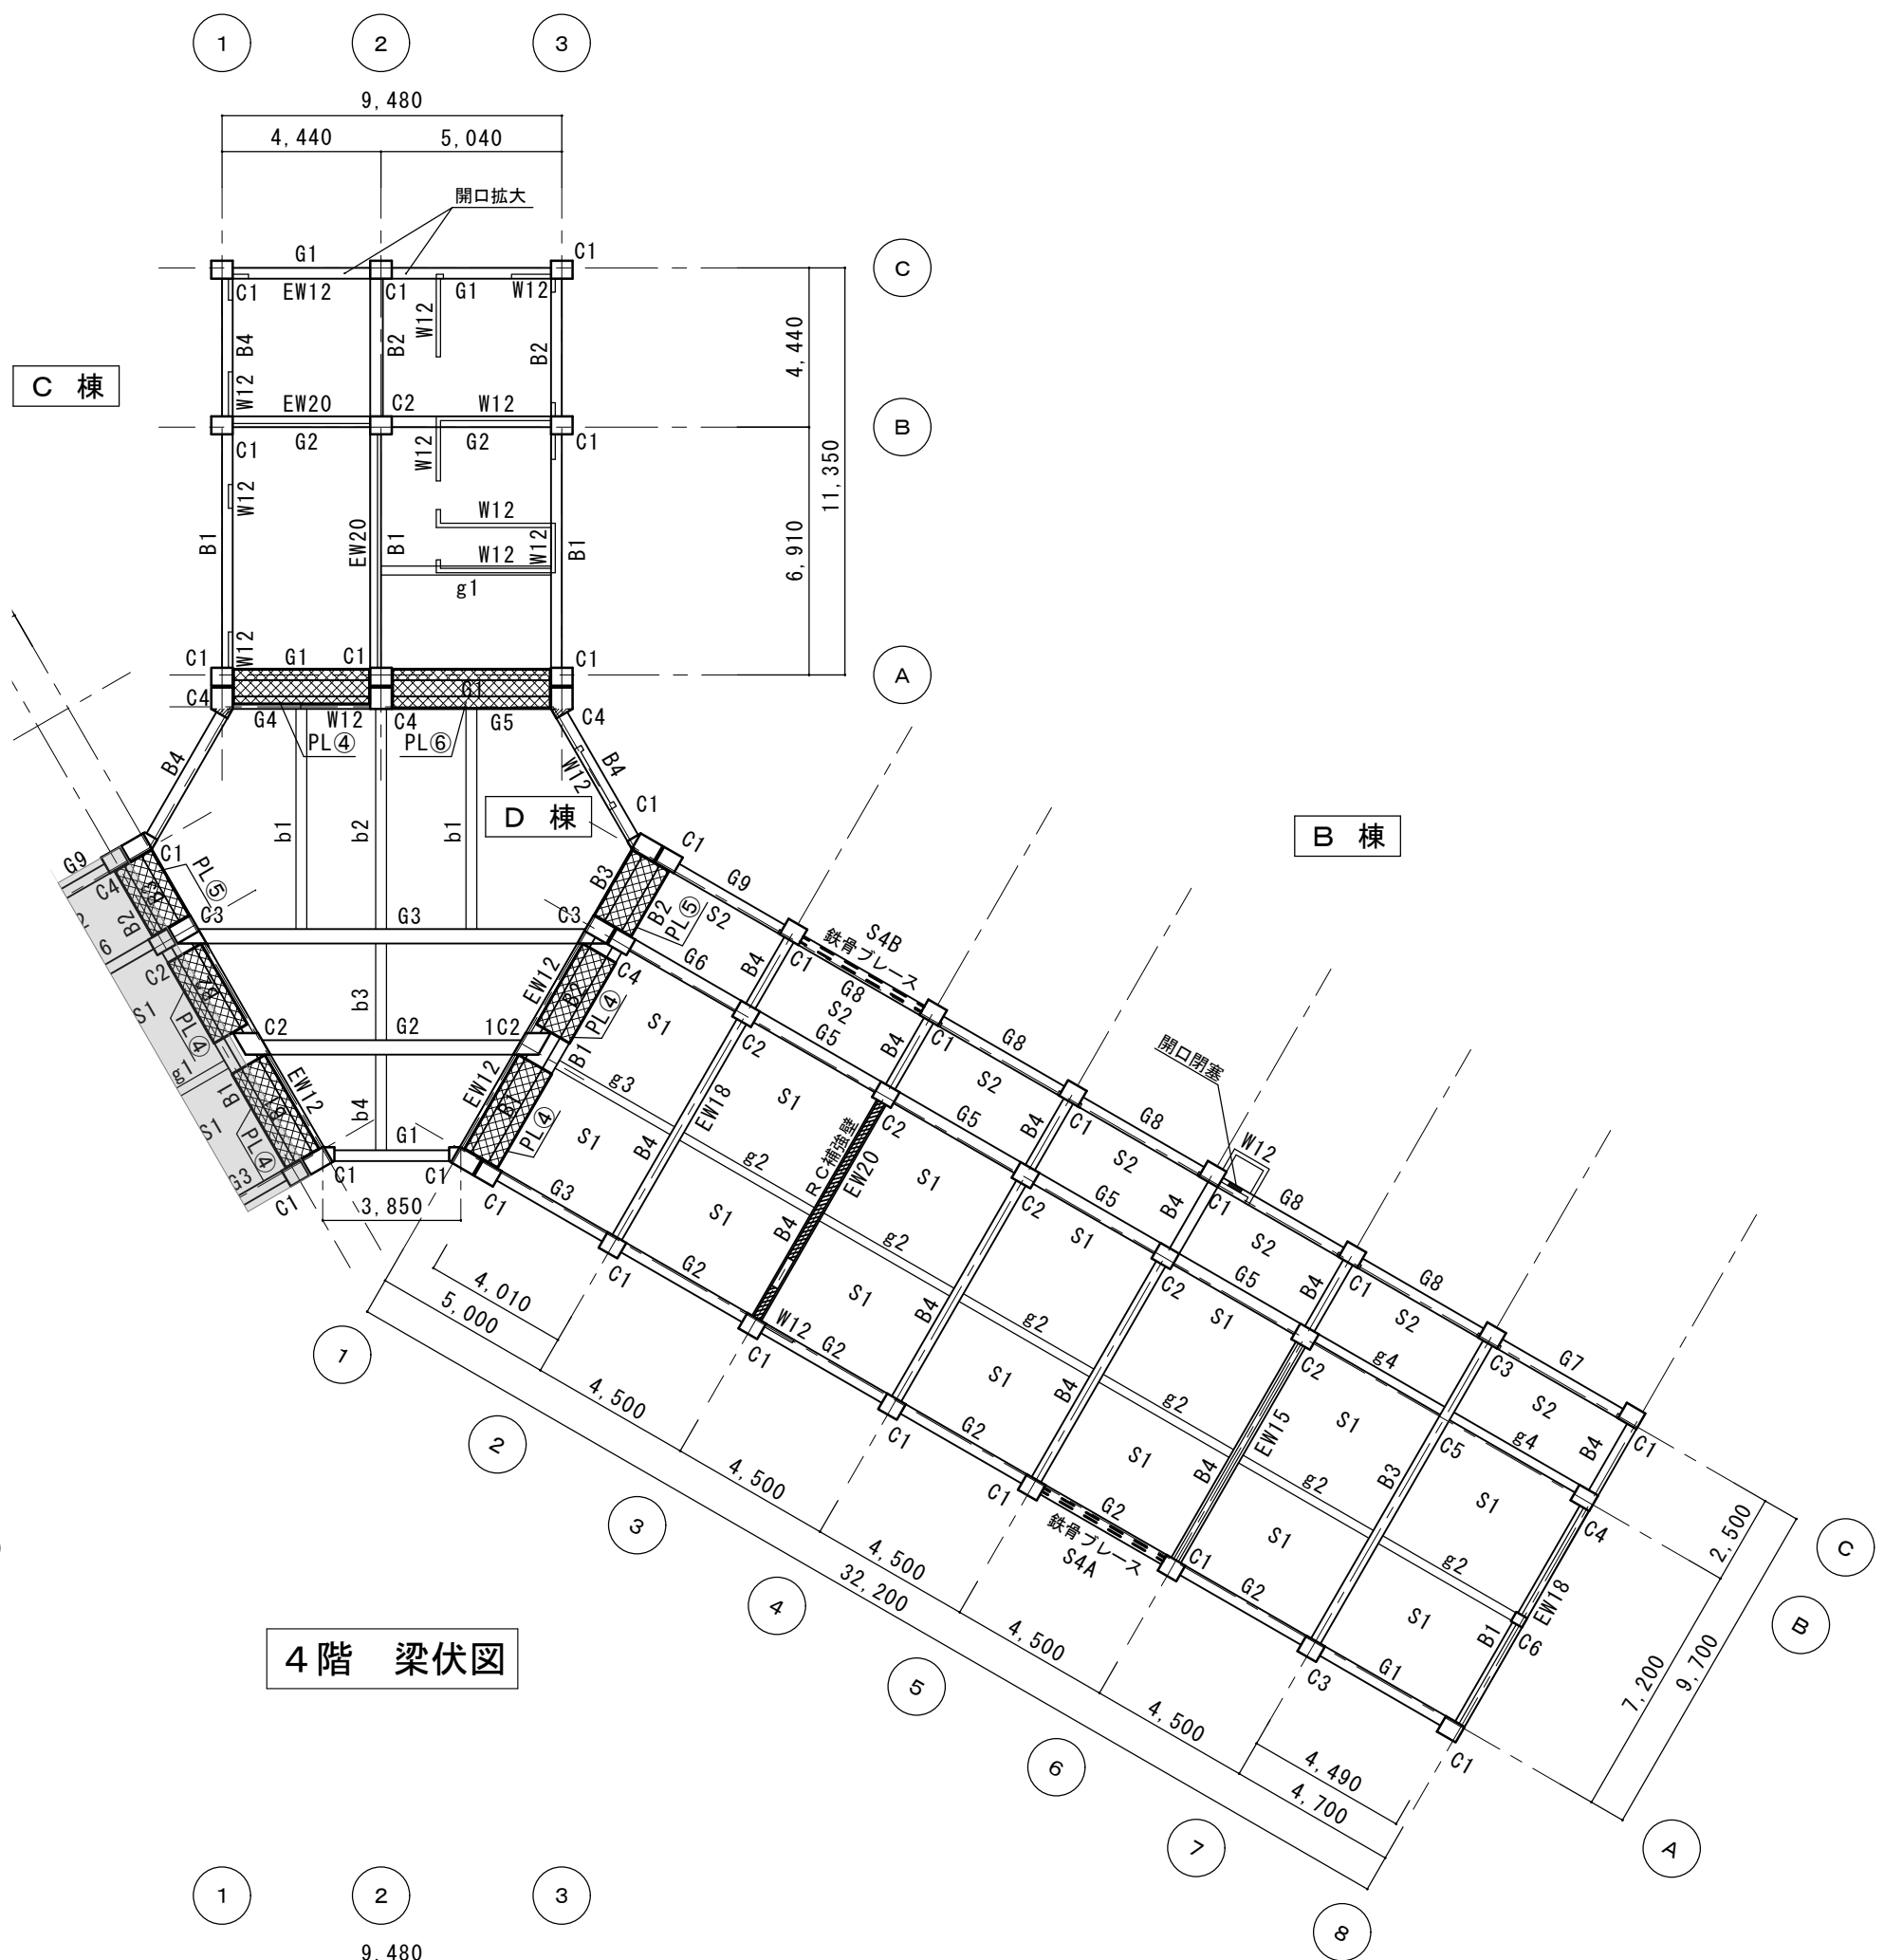 1 2 3
9,480
4,440 5,040
開口拡大
G1 C1
C
C1 EW12 C1 G1 W12
W12
B4 B2 B2
4,440
C 棟
W12
EW20 C2 W12
B
C1 G2 W12 G2 C1
11,350
W12
W12
B1 EW20 B1 W12 B1
W12
6,910
g1
W12
C1 G1 C1 C1
A
C4 G1
G4 W12 C4 G5 C4
PL④ PL⑥
B4 W12 B4
D 棟
C1
B 棟
b1 b2 b1
G9 C1 PL⑤
C4 B3
B2
C3 G3 C3
6 C2
S1
PL④
C2 b3 G2 1C2
g1 B1
EW12
S1 PL④
b4
G3 C1
C1 G1 C1
3,850
EW12
EW12
B3 B2 PL⑤
C4
PL④
B1
B1
PL④
C1 G9 S2
G6 B4 C1
S4B
鉄骨ブレース
G8 S2
G5 B4 C1
G8 S2
G5 B4 C1
G8 S2
開口閉塞
W12
G5 B4 C1
G8 S2
G5 B4 C1
G8 S2
g4 C3
G7 S2
g4 B4 C1
S1 g3 S1
C2 EW18 B4
S1 g2 S1
C2 RC補強壁
EW20 B4
S1 g2 S1
C2 B4
S1 g2 S1
C2 B4
S1 g2 S1
C2 EW15 B4
S1 g2 S1
C5 B3
S1 g2 S1
C4 EW18
B1 C6
C1 G3 C1 G2 C1 W12 G2 C1 G2 C1 G2 C1 G2 C3 G1 C1
鉄骨ブレース
S4A
4,010
5,000 4,500 4,500 4,500 4,500 4,500 4,490
4,700
32,200
2,500
7,200
9,700
C
B
A
1 2 3 4 5 6 7 8
4階 梁伏図
1 2 3
9,480